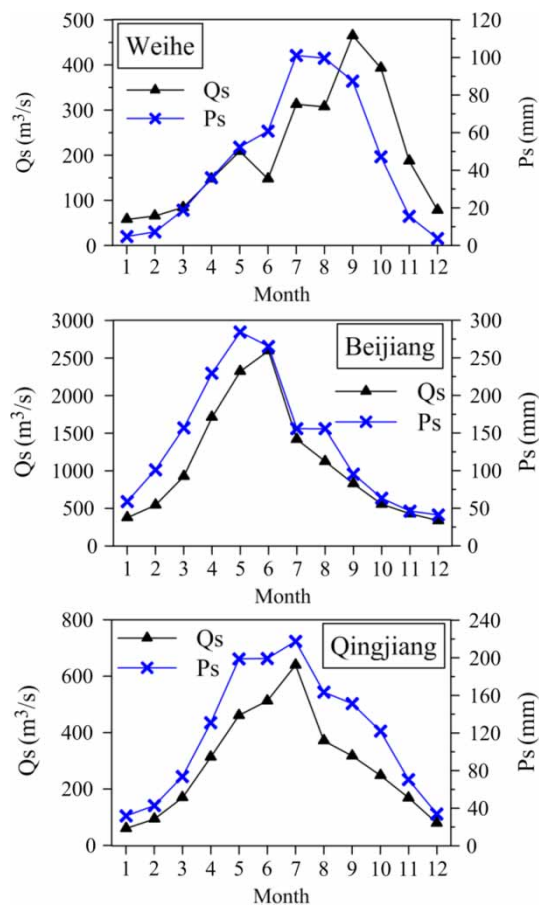 Weihe
Qs
Ps
Qs (m³/s)
500
400
300
200
100
0
Ps (mm)
120
100
80
60
40
20
0
1 2 3 4 5 6 7 8 9 10 11 12
Month
Beijiang
Qs
Ps
Qs (m³/s)
3000
2500
2000
1500
1000
500
0
Ps (mm)
300
250
200
150
100
50
0
1 2 3 4 5 6 7 8 9 10 11 12
Month
Qs
Ps
Qingjiang
Qs (m³/s)
800
600
400
200
0
Ps (mm)
240
200
160
120
80
40
0
1 2 3 4 5 6 7 8 9 10 11 12
Month